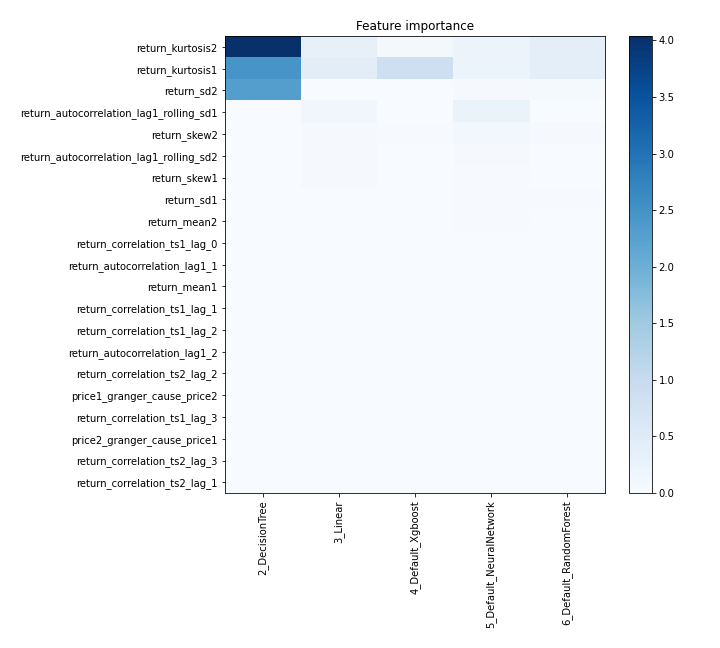 Feature importance
return_kurtosis2
return_kurtosis1
return_sd2
return_autocorrelation_lag1_rolling_sd1
return_skew2
return_autocorrelation_lag1_rolling_sd2
return_skew1
return_sd1
return_mean2
return_correlation_ts1_lag_0
return_autocorrelation_lag1_1
return_mean1
return_correlation_ts1_lag_1
return_correlation_ts1_lag_2
return_autocorrelation_lag1_2
return_correlation_ts2_lag_2
price1_granger_cause_price2
return_correlation_ts1_lag_3
price2_granger_cause_price1
return_correlation_ts2_lag_3
return_correlation_ts2_lag_1
2_DecisionTree
3_Linear
4_Default_Xgboost
5_Default_NeuralNetwork
6_Default_RandomForest
4.0
3.5
3.0
2.5
2.0
1.5
1.0
0.5
0.0